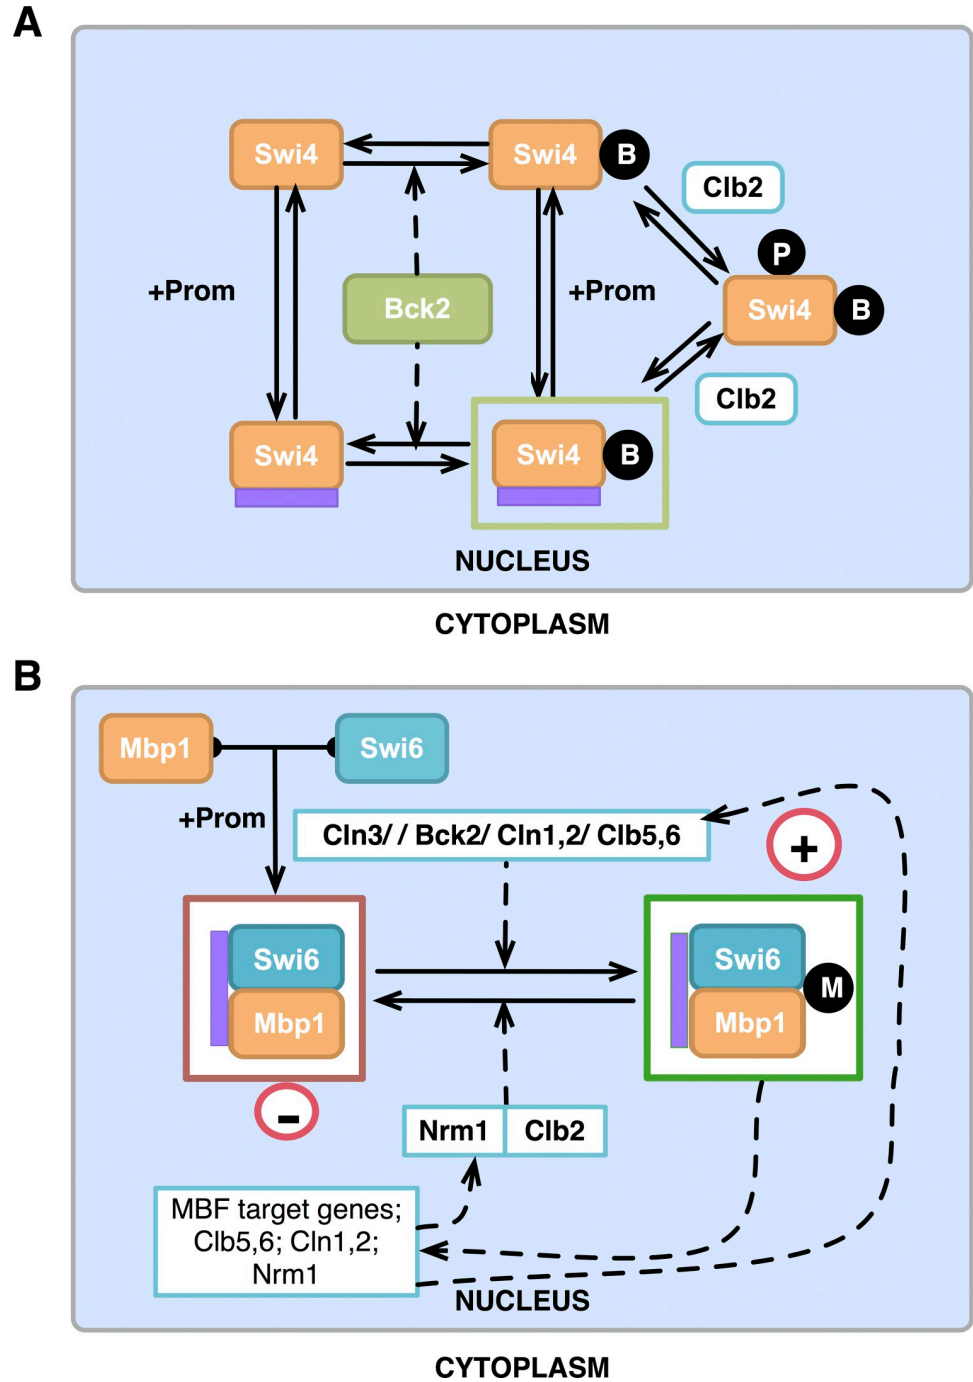 A
Swi4
Swi4
B
Clb2
P
+Prom
Bck2
+Prom
Swi4
B
Clb2
Swi4
Swi4
B
NUCLEUS
CYTOPLASM
B
Mbp1
Swi6
+Prom
Cln3/ / Bck2/ Cln1,2/ Clb5,6
+
Swi6
Mbp1
Swi6
Mbp1
M
-
Nrm1
Clb2
MBF target genes;
Clb5,6; Cln1,2;
Nrm1
NUCLEUS
CYTOPLASM